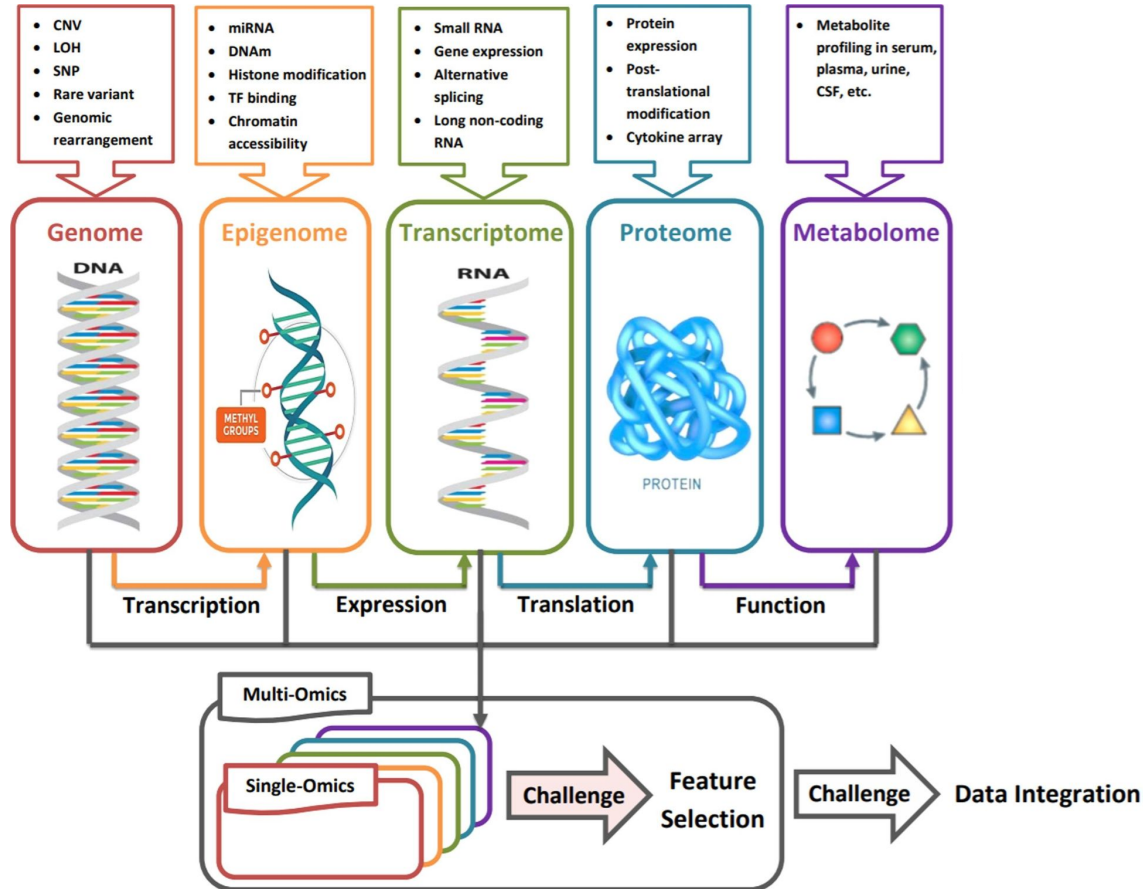 • CNV
• LOH
• SNP
• Rare variant
• Genomic
rearrangement
• miRNA
• DNAm
• Histone modification
• TF binding
• Chromatin
accessibility
• Small RNA
• Gene expression
• Alternative
splicing
• Long non-coding
RNA
• Protein
expression
• Post-
translational
modification
• Cytokine array
• Metabolite
profiling in serum,
plasma, urine,
CSF, etc.
Genome
DNA
Epigenome
METHYL
GROUPS
Transcriptome
RNA
Proteome
PROTEIN
Metabolome
Transcription
Expression
Translation
Function
Multi-Omics
Single-Omics
Challenge
Feature
Selection
Challenge
Data Integration